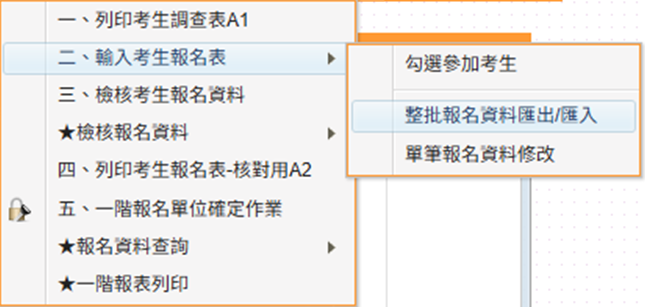 一、列印考生調查表A1
二、輸入考生報名表
三、檢核考生報名資料
★檢核報名資料
四、列印考生報名表-核對用A2
五、一階報名單位確定作業
★報名資料查詢
★一階報表列印
勾選參加考生
整批報名資料匯出/匯入
單筆報名資料修改